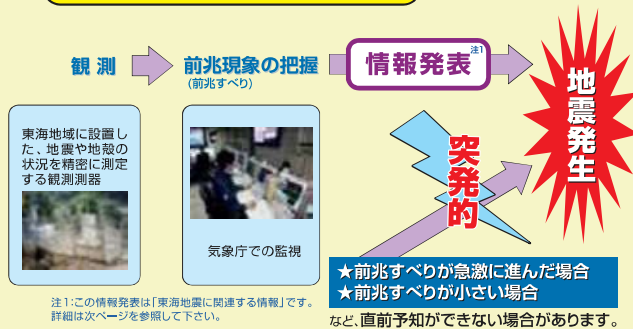 観測
前兆現象の把握
(前兆すべり)
情報発表
注1
地震発生
東海地域に設置し
た、地震や地殻の
状況を精密に測定
する観測測器
気象庁での監視
突発的
★前兆すべりが急激に進んだ場合
★前兆すべりが小さい場合
など、直前予知ができない場合があります。
注1:この情報発表は「東海地震に関連する情報」です。
詳細は次ページを参照して下さい。